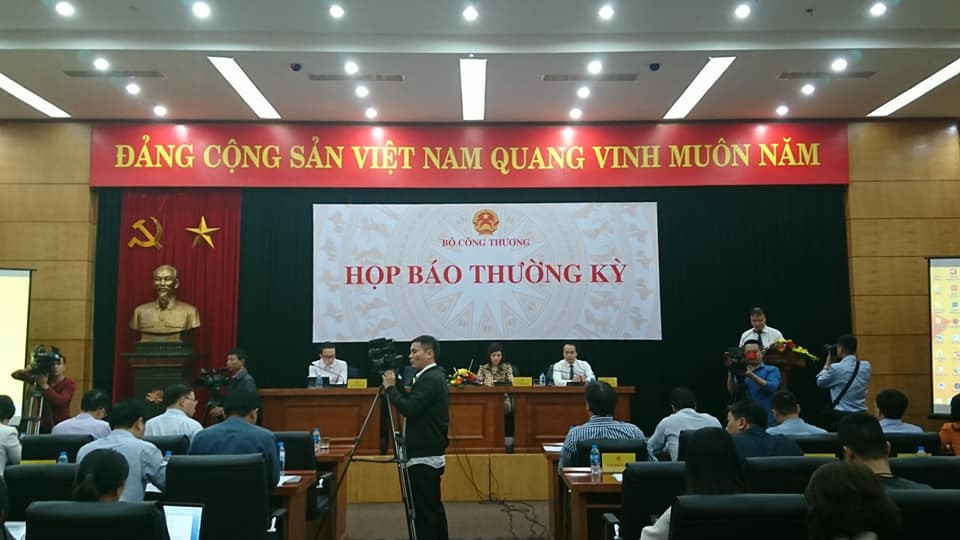 ĐẢNG CỘNG SẢN VIỆT NAM QUANG VINH MUÔN NĂM
BỘ CÔNG THƯƠNG
HỌP BÁO THƯỜNG KỲ